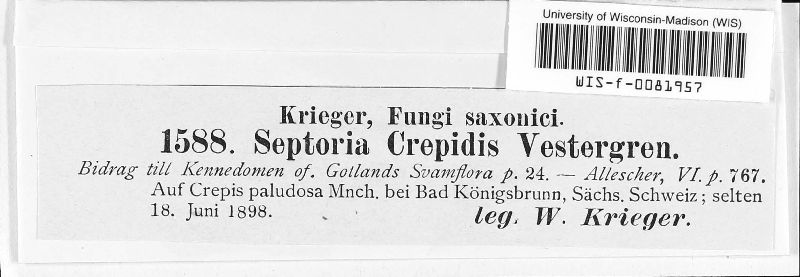 University of Wisconsin-Madison (WIS)
WIS-f-0081957
Krieger, Fungi saxonici.
1588. Septoria Crepidis Vestergren.
Bidrag till Kennedomen of. Gotlands Svamflora p. 24. — Allescher, VI. p. 767.
Auf Crepis paludosa Mnch. bei Bad Königsbrunn, Sächs. Schweiz; selten
18. Juni 1898.
leg. W. Krieger.